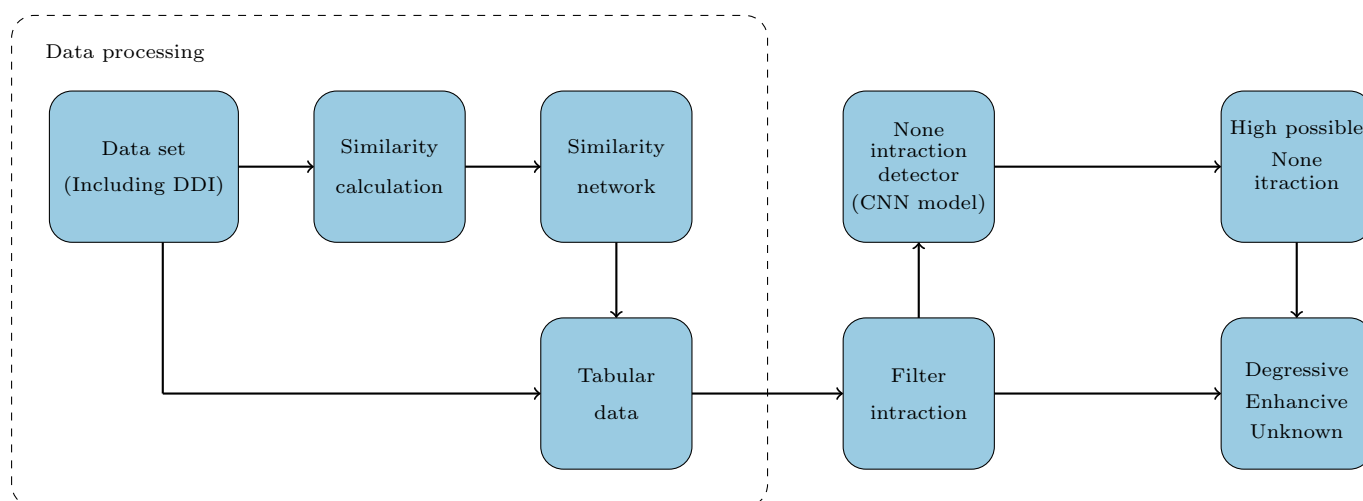 Data processing
Data set
(Including DDI)
Similarity
calculation
Similarity
network
None
intraction
detector
(CNN model)
High possible
None
itraction
Tabular
data
Filter
intraction
Degressive
Enhancive
Unknown